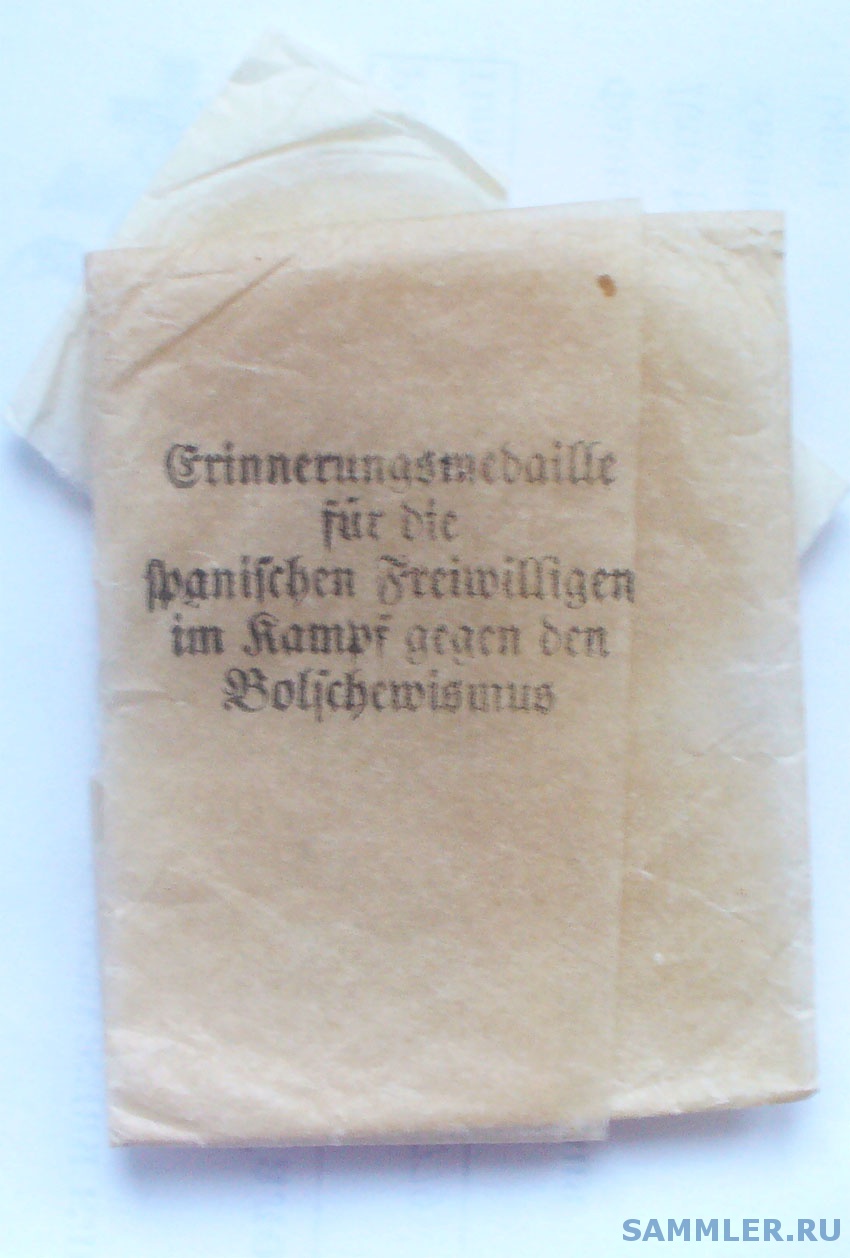 Erinnerungsmedaille
für die
spanischen Freiwilligen
im Kampf gegen den
Bolschewismus
SAMMLER.RU